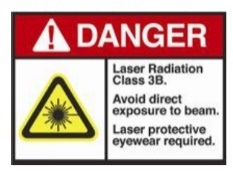 DANGER
Laser Radiation
Class 3B.
Avoid direct
exposure to beam.
Laser protective
eyewear required.